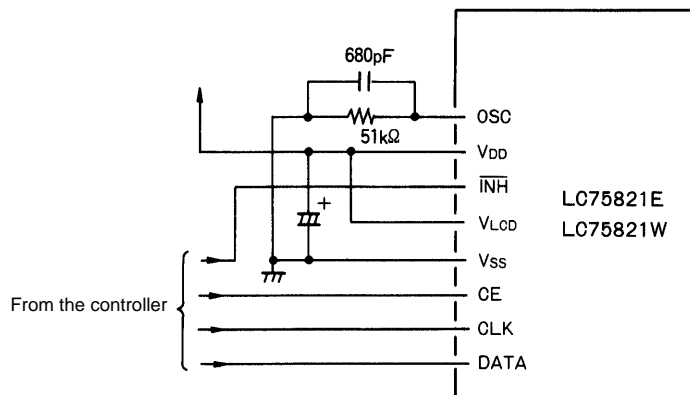 680pF
51kΩ
OSC
VDD
INH
VLCD
VSS
CE
CLK
DATA
LC75821E
LC75821W
From the controller
+